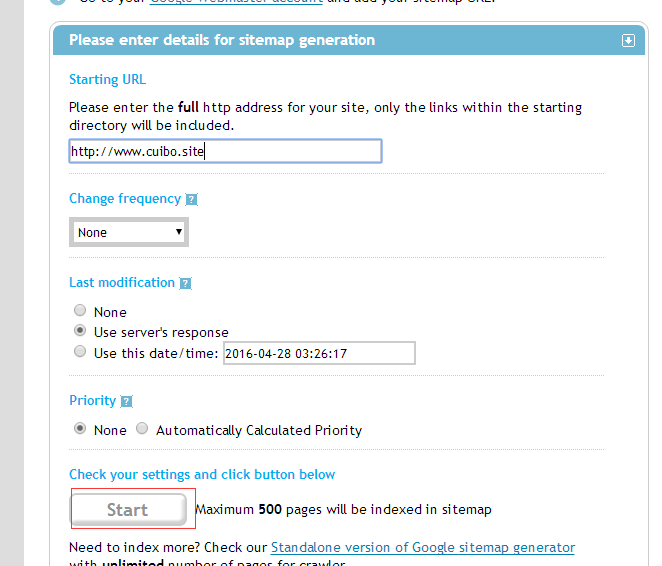 Go to your Google Webmaster account and add your sitemap URL.
Please enter details for sitemap generation
Starting URL
Please enter the full http address for your site, only the links within the starting
directory will be included.
http://www.cuibo.site
Change frequency ?
None
Last modification ?
None
Use server's response
Use this date/time: 2016-04-28 03:26:17
Priority ?
None Automatically Calculated Priority
Check your settings and click button below
Start Maximum 500 pages will be indexed in sitemap
Need to index more? Check our Standalone version of Google sitemap generator
with unlimited number of pages for crawler